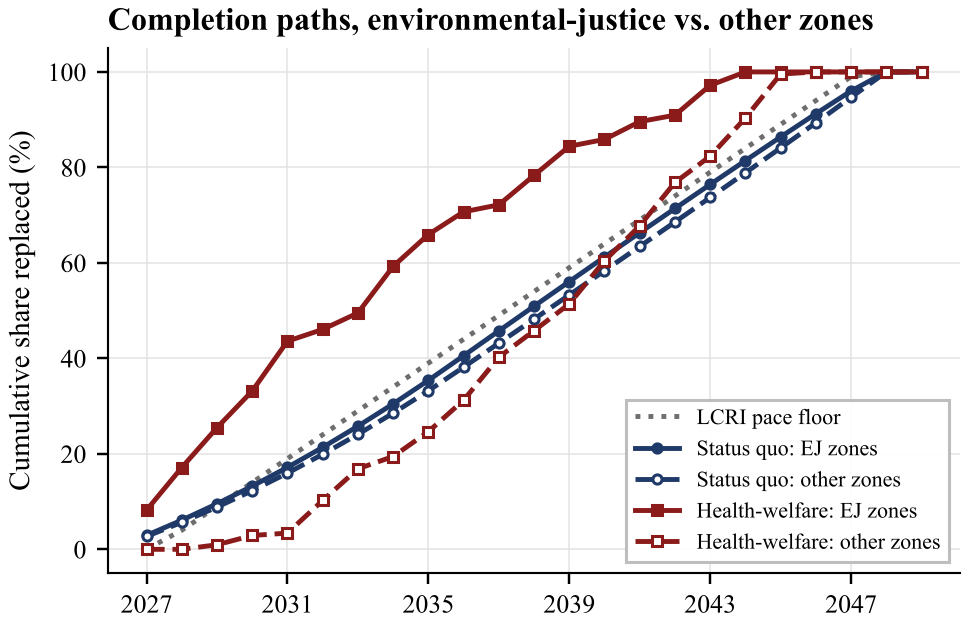 Completion paths, environmental-justice vs. other zones
Cumulative share replaced (%)
100
80
60
40
20
0
2027
2031
2035
2039
2043
2047
LCRI pace floor
Status quo: EJ zones
Status quo: other zones
Health-welfare: EJ zones
Health-welfare: other zones